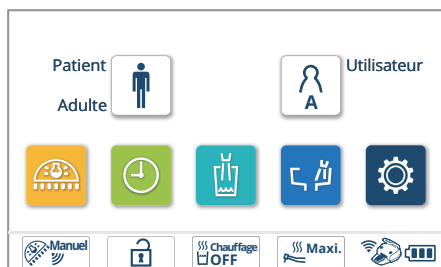 Patient
Utilisateur
Adulte
A
Manuel
Chauffage
OFF
Maxi.